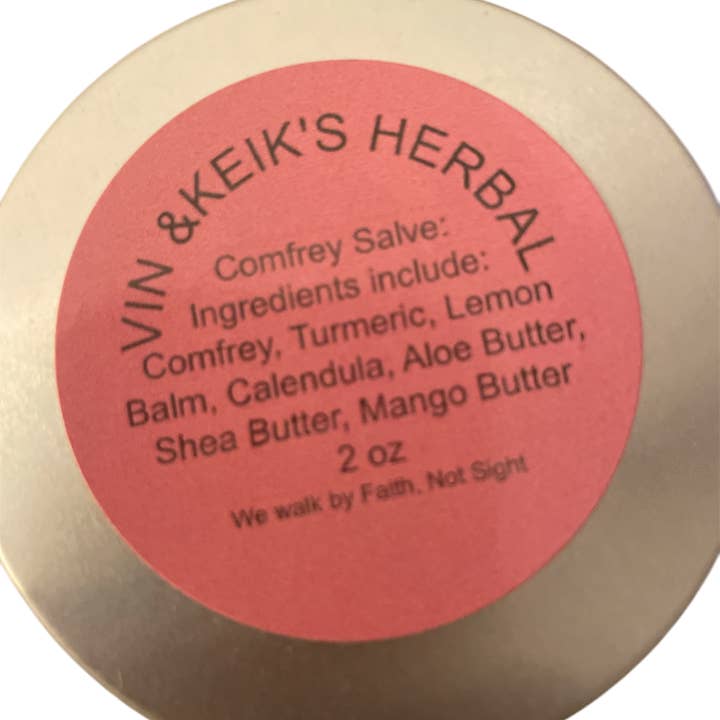 VIN &KEIK'S HERBAL
Comfrey Salve:
Ingredients include:
Comfrey, Turmeric, Lemon
Balm, Calendula, Aloe Butter,
Shea Butter, Mango Butter
2 oz
We walk by Faith, Not Sight